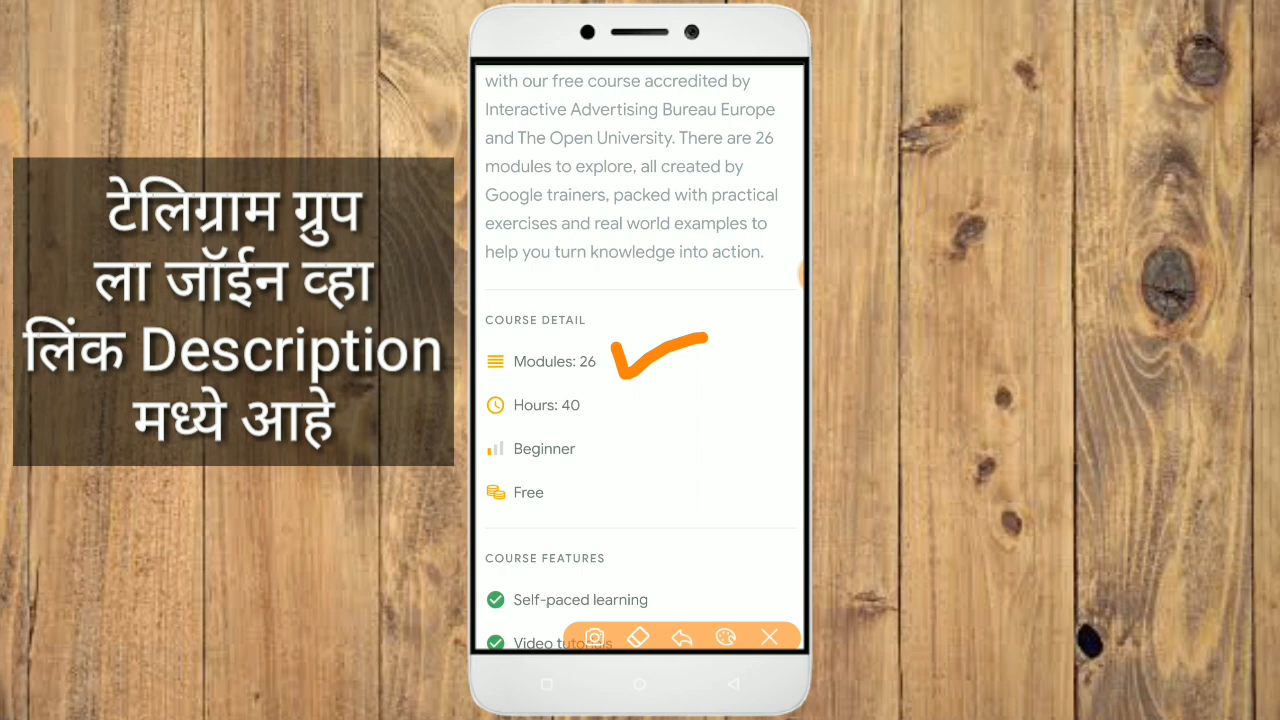 टेलिग्राम ग्रुप
ला जॉईन व्हा
लिंक Description
मध्ये आहे
with our free course accredited by
Interactive Advertising Bureau Europe
and The Open University. There are 26
modules to explore, all created by
Google trainers, packed with practical
exercises and real world examples to
help you turn knowledge into action.
COURSE DETAIL
Modules: 26
Hours: 40
Beginner
Free
COURSE FEATURES
Self-paced learning
Video tutorials